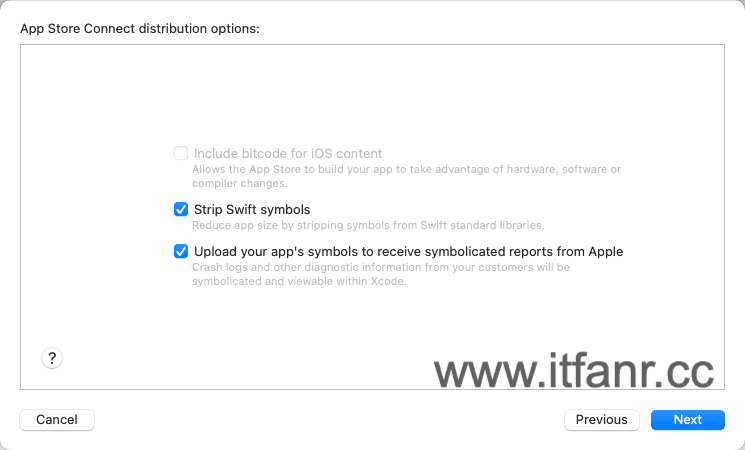 App Store Connect distribution options:
Include bitcode for iOS content
Allows the App Store to build your app to take advantage of hardware, software or
compiler changes.
Strip Swift symbols
Reduce app size by stripping symbols from Swift standard libraries.
Upload your app's symbols to receive symbolicated reports from Apple
Crash logs and other diagnostic information from your customers will be
symbolicated and viewable within Xcode.
?
www.itfanr.cc
Cancel
Previous
Next